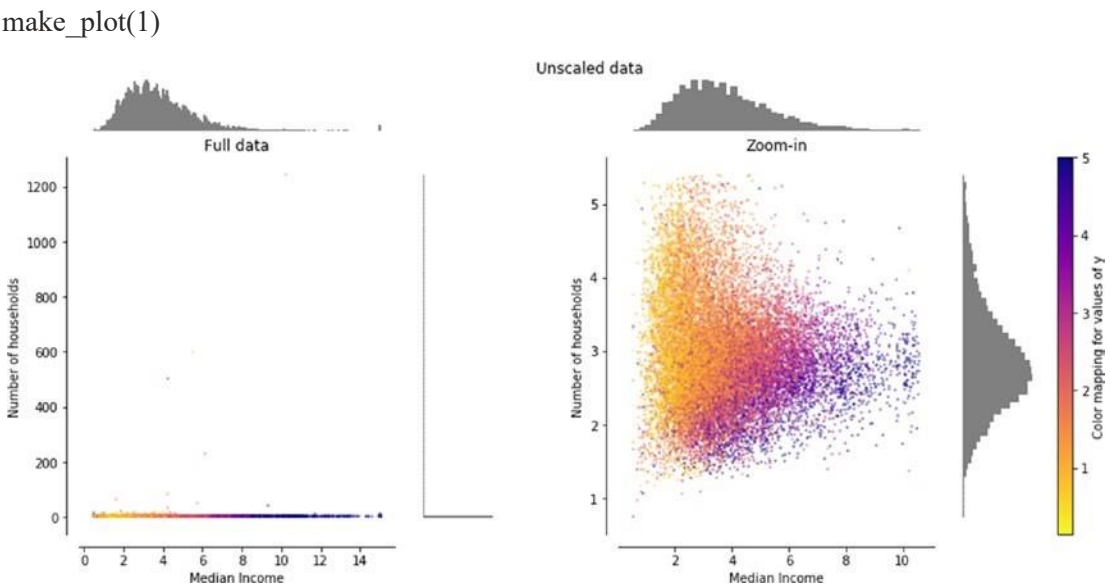 make_plot(1)
Unscaled data
Full data
Number of households
1200
1000
800
600
400
200
0
0 2 4 6 8 10 12 14
Median Income
Zoom-in
Number of households
5
4
3
2
1
2 4 6 8 10
Median Income
5
4
3
2
1
Color mapping for values of y